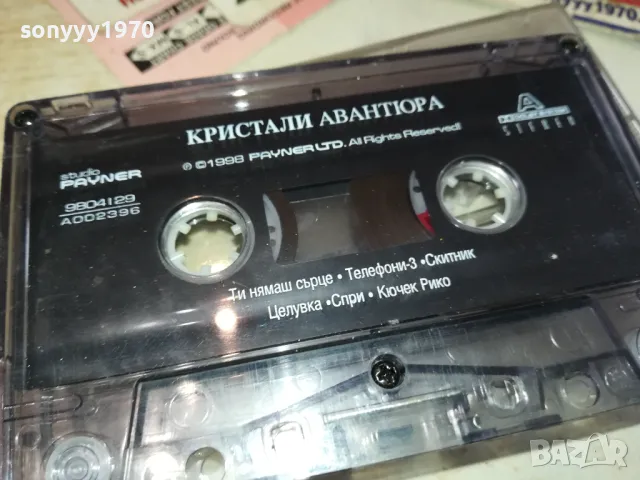 sonyyy1970
КРИСТАЛИ АВАНТЮРА
℗ ©1998 PAYNER LTD. All Rights Reserved!
studio
PAYNER
9804129
A002396
A
STEREO
Ти нямаш сърце • Телефони-3 • Скитник
Целувка • Спри • Кючек Рико
BAZAR